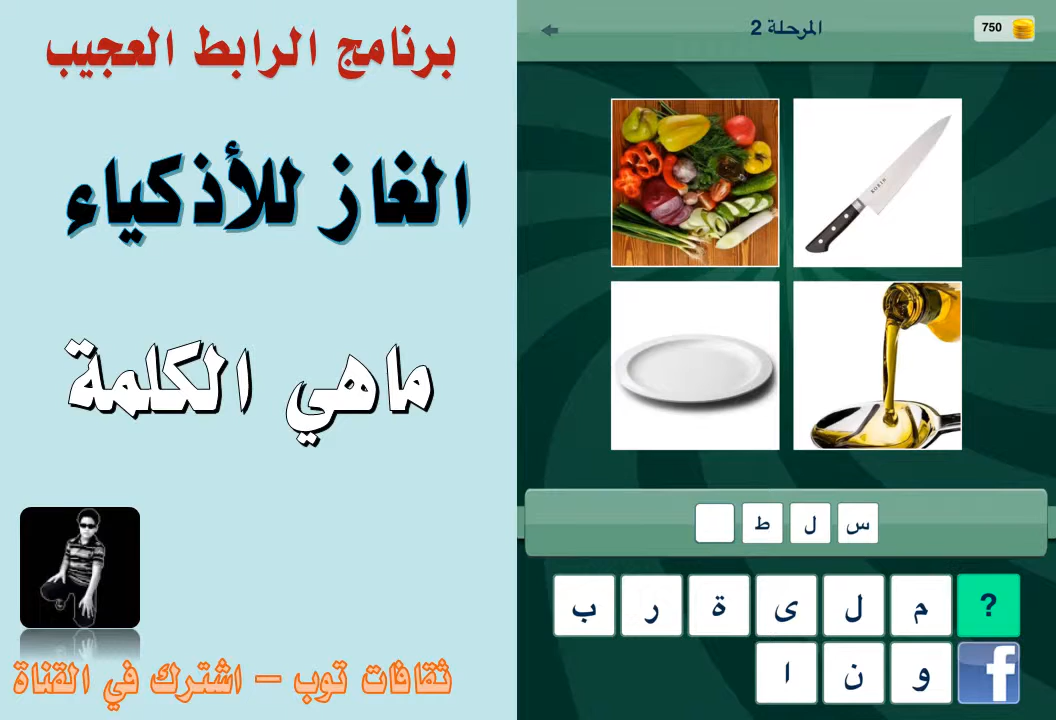 برنامج الرابط العجيب
الغاز للأذكياء
ماهي الكلمة
ثقافات توب – اشترك في القناة
المرحلة 2
750
س ل ط
? م ل ى ة ر ب
و ن ا